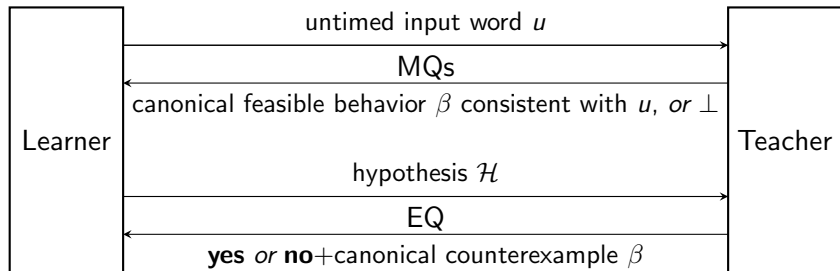 untimed input word u
MQs
canonical feasible behavior β consistent with u, or ⊥
Learner
Teacher
hypothesis ℋ
EQ
yes or no+canonical counterexample β